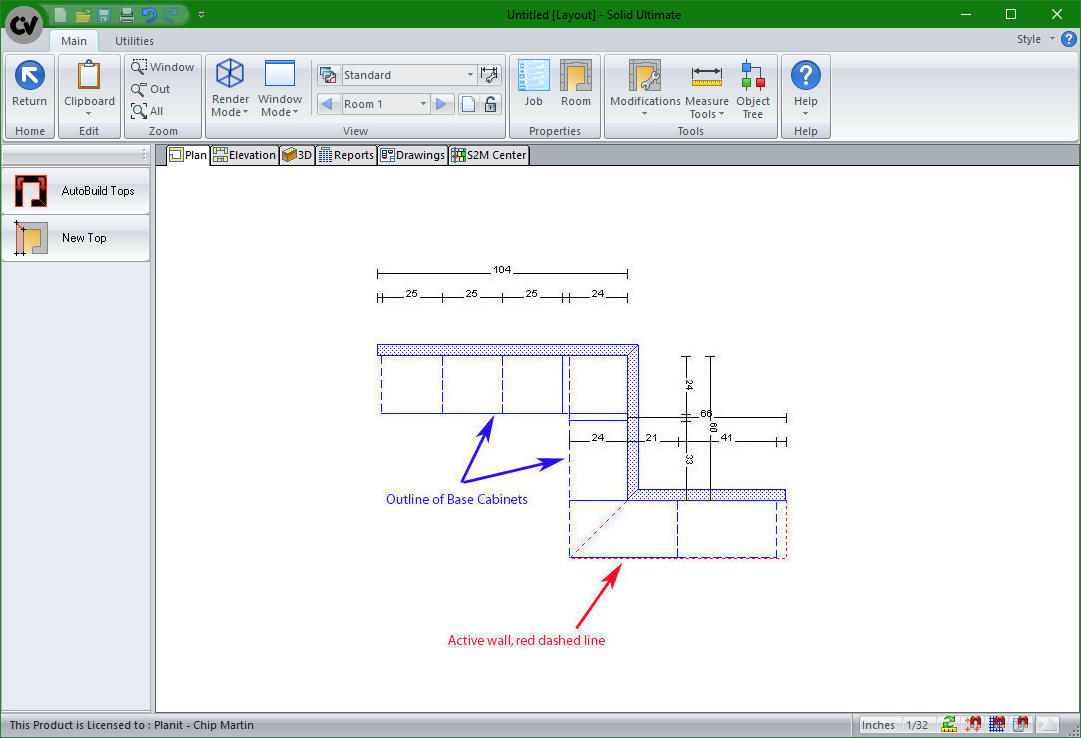 CV
Untitled [Layout] - Solid Ultimate
Main Utilities Style
Return
Home
Clipboard
Edit
Window
Out
All
Zoom
Render Mode
Window Mode
Standard
Room 1
View
Job
Room
Properties
Modifications
Measure Tools
Object Tree
Tools
Help
Help
Plan Elevation 3D Reports Drawings S2M Center
AutoBuild Tops
New Top
104
25 25 25 24
24
66
60
24 21 41
33
Outline of Base Cabinets
Active wall, red dashed line
This Product is Licensed to : Planit - Chip Martin
Inches 1/32